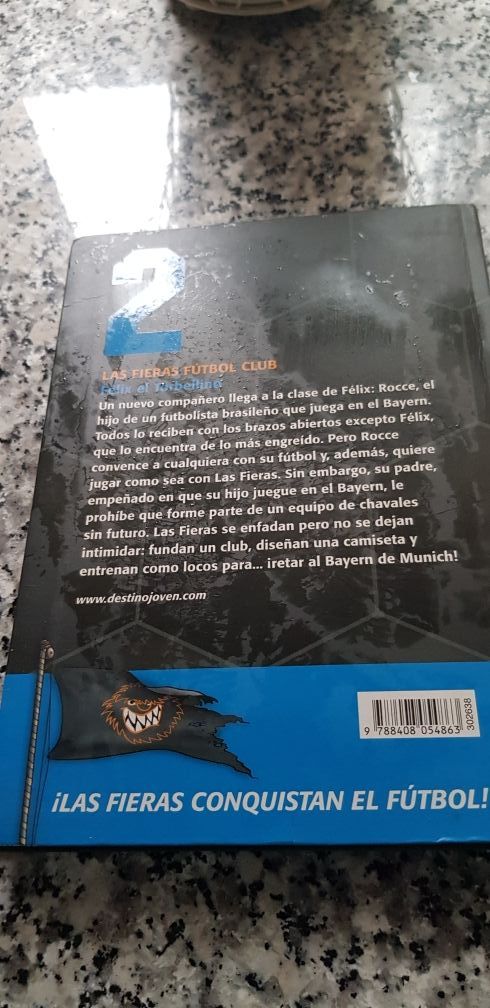 2
LAS FIERAS FÚTBOL CLUB
Félix el Torbellino
Un nuevo compañero llega a la clase de Félix: Rocce, el
hijo de un futbolista brasileño que juega en el Bayern.
Todos lo reciben con los brazos abiertos excepto Félix,
que lo encuentra de lo más engreído. Pero Rocce
convence a cualquiera con su fútbol y, además, quiere
jugar como sea con Las Fieras. Sin embargo, su padre,
empeñado en que su hijo juegue en el Bayern, le
prohíbe que forme parte de un equipo de chavales
sin futuro. Las Fieras se enfadan pero no se dejan
intimidar: fundan un club, diseñan una camiseta y
entrenan como locos para... ¡retar al Bayern de Munich!
www.destinojoven.com
9 788408 054863
302638
¡LAS FIERAS CONQUISTAN EL FÚTBOL!